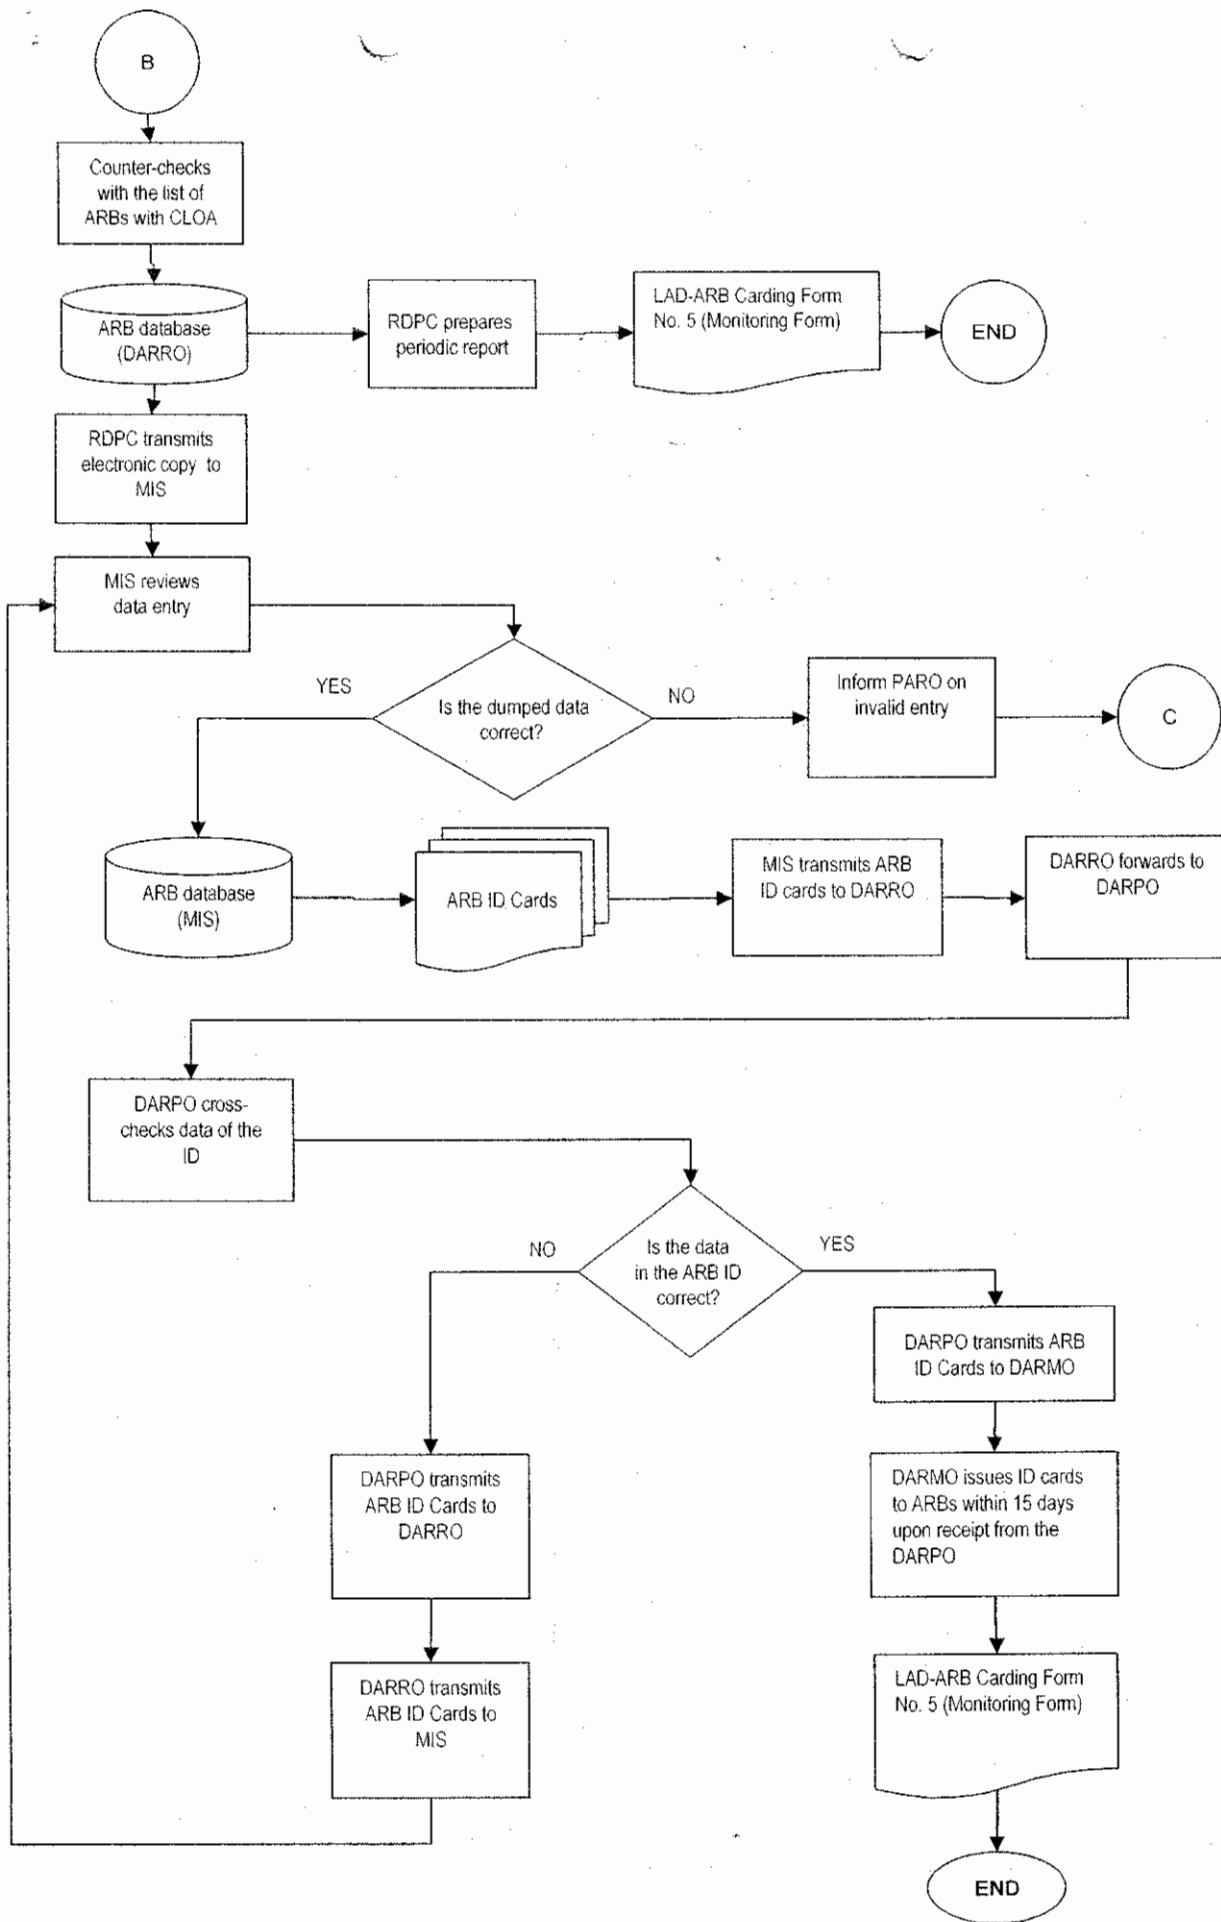 B
Counter-checks
with the list of
ARBs with CLOA
ARB database
(DARRO)
RDPC prepares
periodic report
LAD-ARB Carding Form
No. 5 (Monitoring Form)
END
RDPC transmits
electronic copy to
MIS
MIS reviews
data entry
YES
Is the dumped data
correct?
NO
Inform PARO on
invalid entry
C
ARB database
(MIS)
ARB ID Cards
MIS transmits ARB
ID cards to DARRO
DARRO forwards to
DARPO
DARPO cross-
checks data of the
ID
NO
Is the data
in the ARB ID
correct?
YES
DARPO transmits ARB
ID Cards to DARMO
DARPO transmits
ARB ID Cards to
DARRO
DARMO issues ID cards
to ARBs within 15 days
upon receipt from the
DARPO
DARRO transmits
ARB ID Cards to
MIS
LAD-ARB Carding Form
No. 5 (Monitoring Form)
END